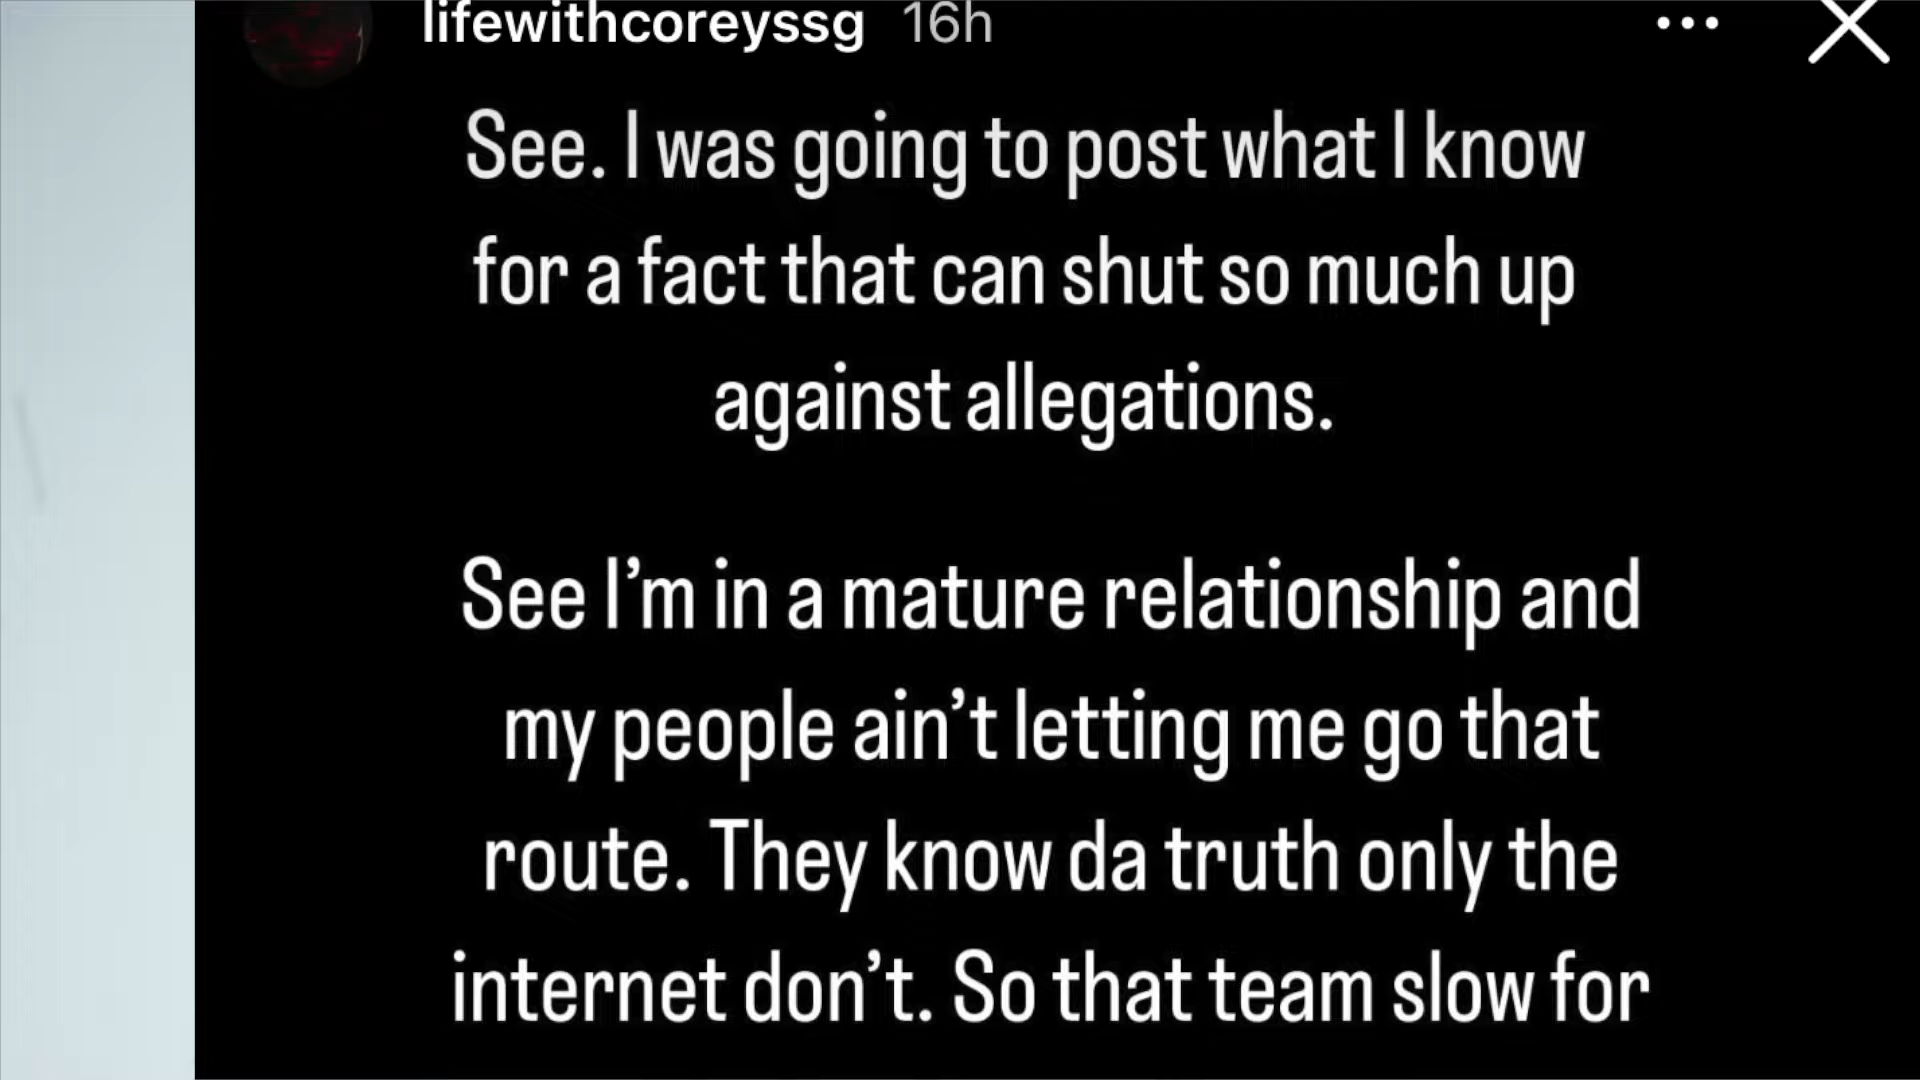 lifewithcoreyssg 16h
See. I was going to post what I know
for a fact that can shut so much up
against allegations.
See I’m in a mature relationship and
my people ain’t letting me go that
route. They know da truth only the
internet don’t. So that team slow for